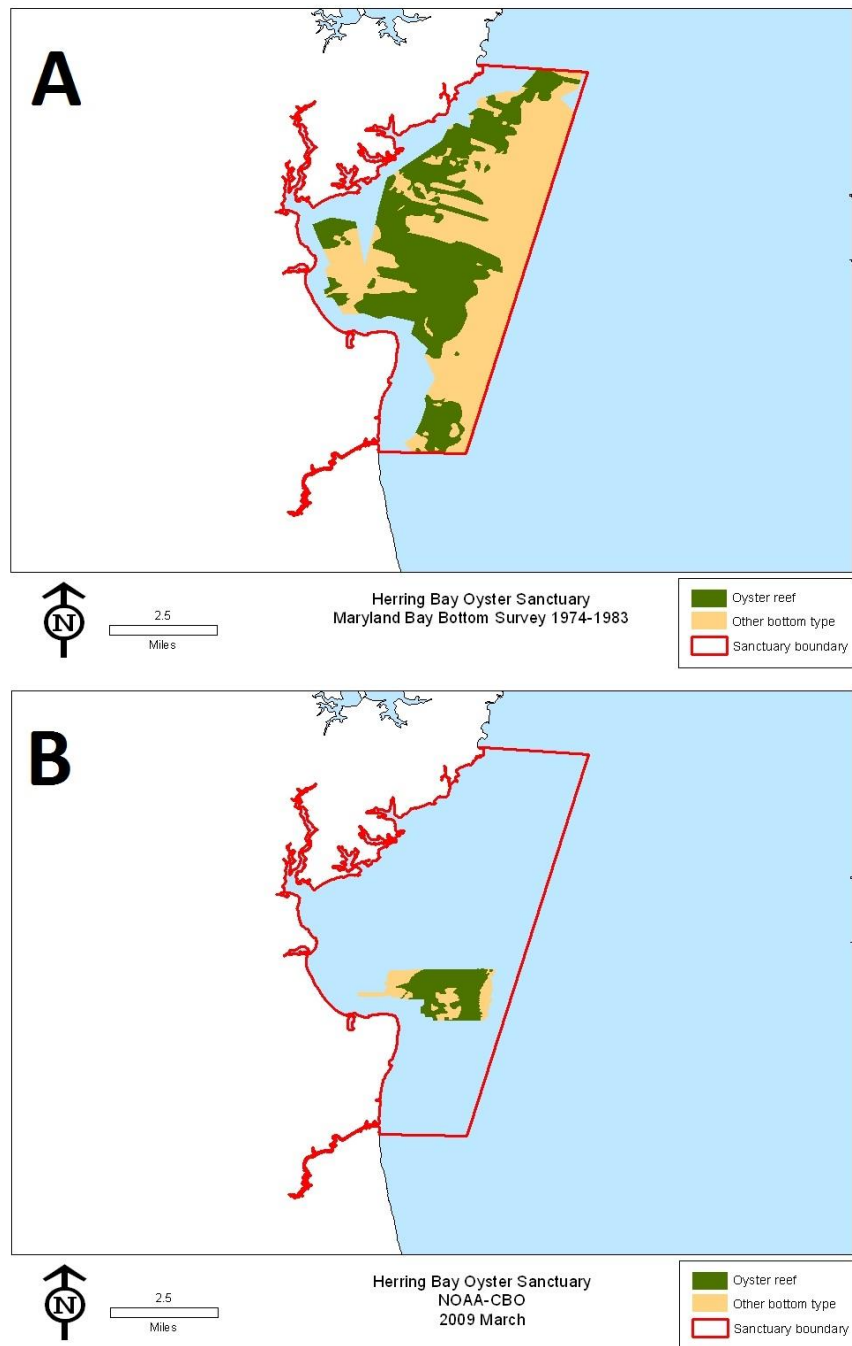 A
N
2.5
Miles
Herring Bay Oyster Sanctuary
Maryland Bay Bottom Survey 1974-1983
Oyster reef
Other bottom type
Sanctuary boundary
B
N
2.5
Miles
Herring Bay Oyster Sanctuary
NOAA-CBO
2009 March
Oyster reef
Other bottom type
Sanctuary boundary